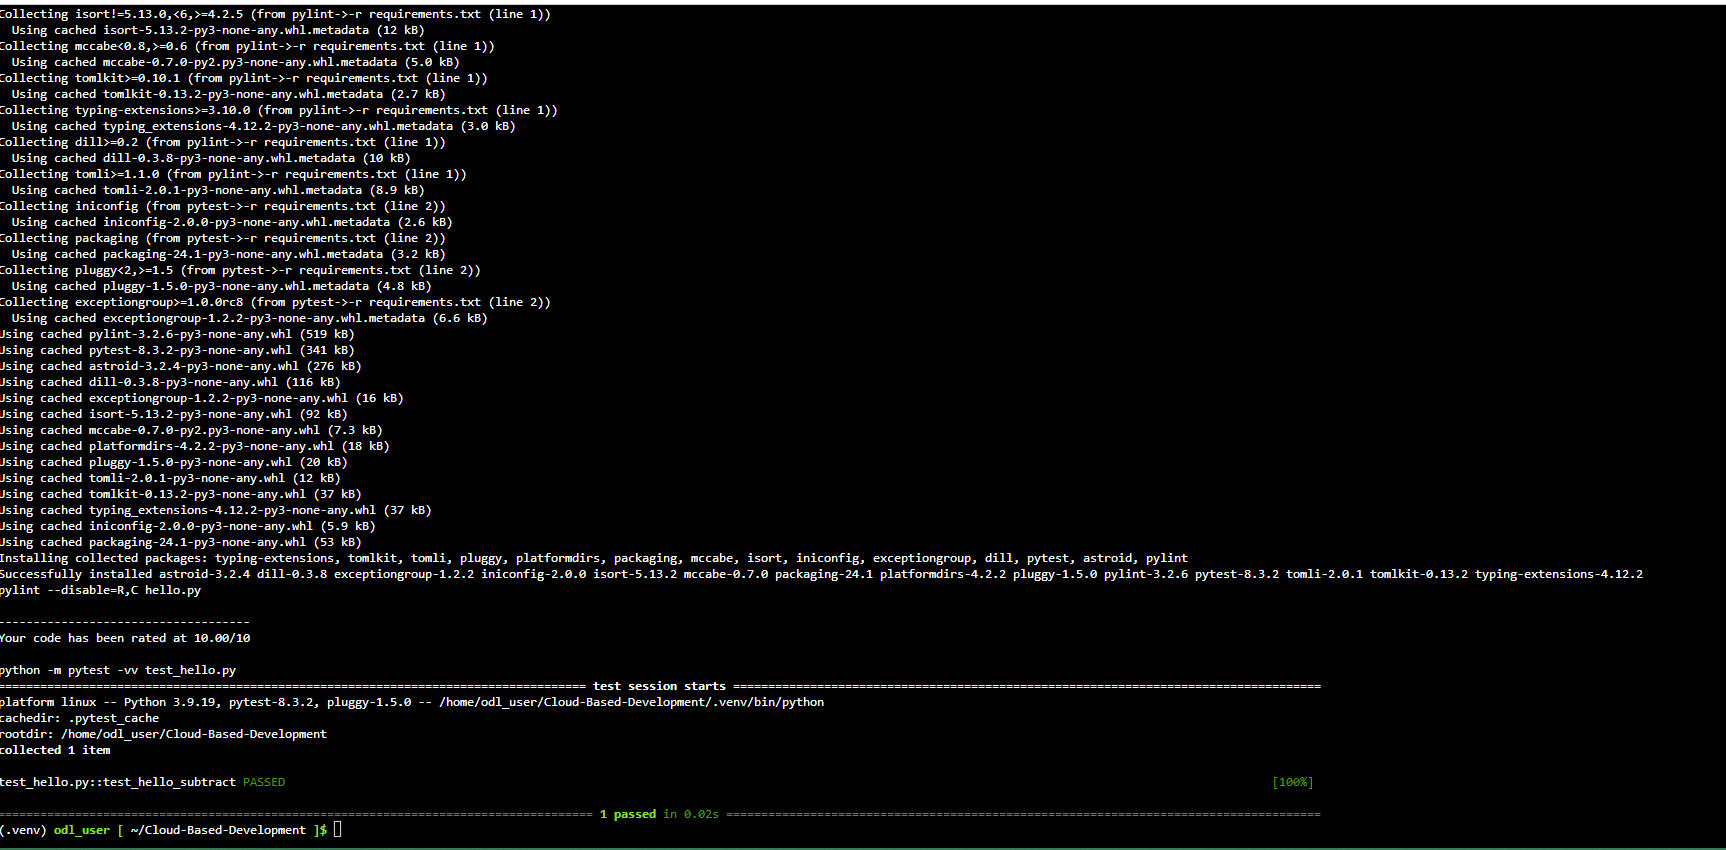 Collecting isort!=5.13.0,<6,>=4.2.5 (from pylint->-r requirements.txt (line 1))
  Using cached isort-5.13.2-py3-none-any.whl.metadata (12 kB)
Collecting mccabe<0.8,>=0.6 (from pylint->-r requirements.txt (line 1))
  Using cached mccabe-0.7.0-py2.py3-none-any.whl.metadata (5.0 kB)
Collecting tomlkit>=0.10.1 (from pylint->-r requirements.txt (line 1))
  Using cached tomlkit-0.13.2-py3-none-any.whl.metadata (2.7 kB)
Collecting typing-extensions>=3.10.0 (from pylint->-r requirements.txt (line 1))
  Using cached typing_extensions-4.12.2-py3-none-any.whl.metadata (3.0 kB)
Collecting dill>=0.2 (from pylint->-r requirements.txt (line 1))
  Using cached dill-0.3.8-py3-none-any.whl.metadata (10 kB)
Collecting tomli>=1.1.0 (from pylint->-r requirements.txt (line 1))
  Using cached tomli-2.0.1-py3-none-any.whl.metadata (8.9 kB)
Collecting iniconfig (from pytest->-r requirements.txt (line 2))
  Using cached iniconfig-2.0.0-py3-none-any.whl.metadata (2.6 kB)
Collecting packaging (from pytest->-r requirements.txt (line 2))
  Using cached packaging-24.1-py3-none-any.whl.metadata (3.2 kB)
Collecting pluggy<2,>=1.5 (from pytest->-r requirements.txt (line 2))
  Using cached pluggy-1.5.0-py3-none-any.whl.metadata (4.8 kB)
Collecting exceptiongroup>=1.0.0rc8 (from pytest->-r requirements.txt (line 2))
  Using cached exceptiongroup-1.2.2-py3-none-any.whl.metadata (6.6 kB)
Using cached pylint-3.2.6-py3-none-any.whl (519 kB)
Using cached pytest-8.3.2-py3-none-any.whl (341 kB)
Using cached astroid-3.2.4-py3-none-any.whl (276 kB)
Using cached dill-0.3.8-py3-none-any.whl (116 kB)
Using cached exceptiongroup-1.2.2-py3-none-any.whl (16 kB)
Using cached isort-5.13.2-py3-none-any.whl (92 kB)
Using cached mccabe-0.7.0-py2.py3-none-any.whl (7.3 kB)
Using cached platformdirs-4.2.2-py3-none-any.whl (18 kB)
Using cached pluggy-1.5.0-py3-none-any.whl (20 kB)
Using cached tomli-2.0.1-py3-none-any.whl (12 kB)
Using cached tomlkit-0.13.2-py3-none-any.whl (37 kB)
Using cached typing_extensions-4.12.2-py3-none-any.whl (37 kB)
Using cached iniconfig-2.0.0-py3-none-any.whl (5.9 kB)
Using cached packaging-24.1-py3-none-any.whl (53 kB)
Installing collected packages: typing-extensions, tomlkit, tomli, pluggy, platformdirs, packaging, mccabe, isort, iniconfig, exceptiongroup, dill, pytest, astroid, pylint
Successfully installed astroid-3.2.4 dill-0.3.8 exceptiongroup-1.2.2 iniconfig-2.0.0 isort-5.13.2 mccabe-0.7.0 packaging-24.1 platformdirs-4.2.2 pluggy-1.5.0 pylint-3.2.6 pytest-8.3.2 tomli-2.0.1 tomlkit-0.13.2 typing-extensions-4.12.2
pylint --disable=R,C hello.py
------------------------------------
Your code has been rated at 10.00/10
python -m pytest -vv test_hello.py
==================================================================================== test session starts ====================================================================================
platform linux -- Python 3.9.19, pytest-8.3.2, pluggy-1.5.0 -- /home/odl_user/Cloud-Based-Development/.venv/bin/python
cachedir: .pytest_cache
rootdir: /home/odl_user/Cloud-Based-Development
collected 1 item
test_hello.py::test_hello_subtract PASSED [100%]
===================================================================================== 1 passed in 0.02s =====================================================================================
(.venv) odl_user [ ~/Cloud-Based-Development ]$